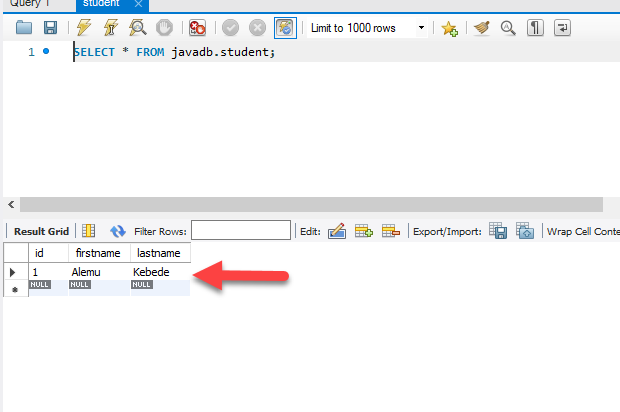 Query 1 student
Limit to 1000 rows
1 SELECT * FROM javadb.student;
Result Grid Filter Rows: Edit: Export/Import: Wrap Cell Conte
id firstname lastname
1 Alemu Kebede
NULL NULL NULL